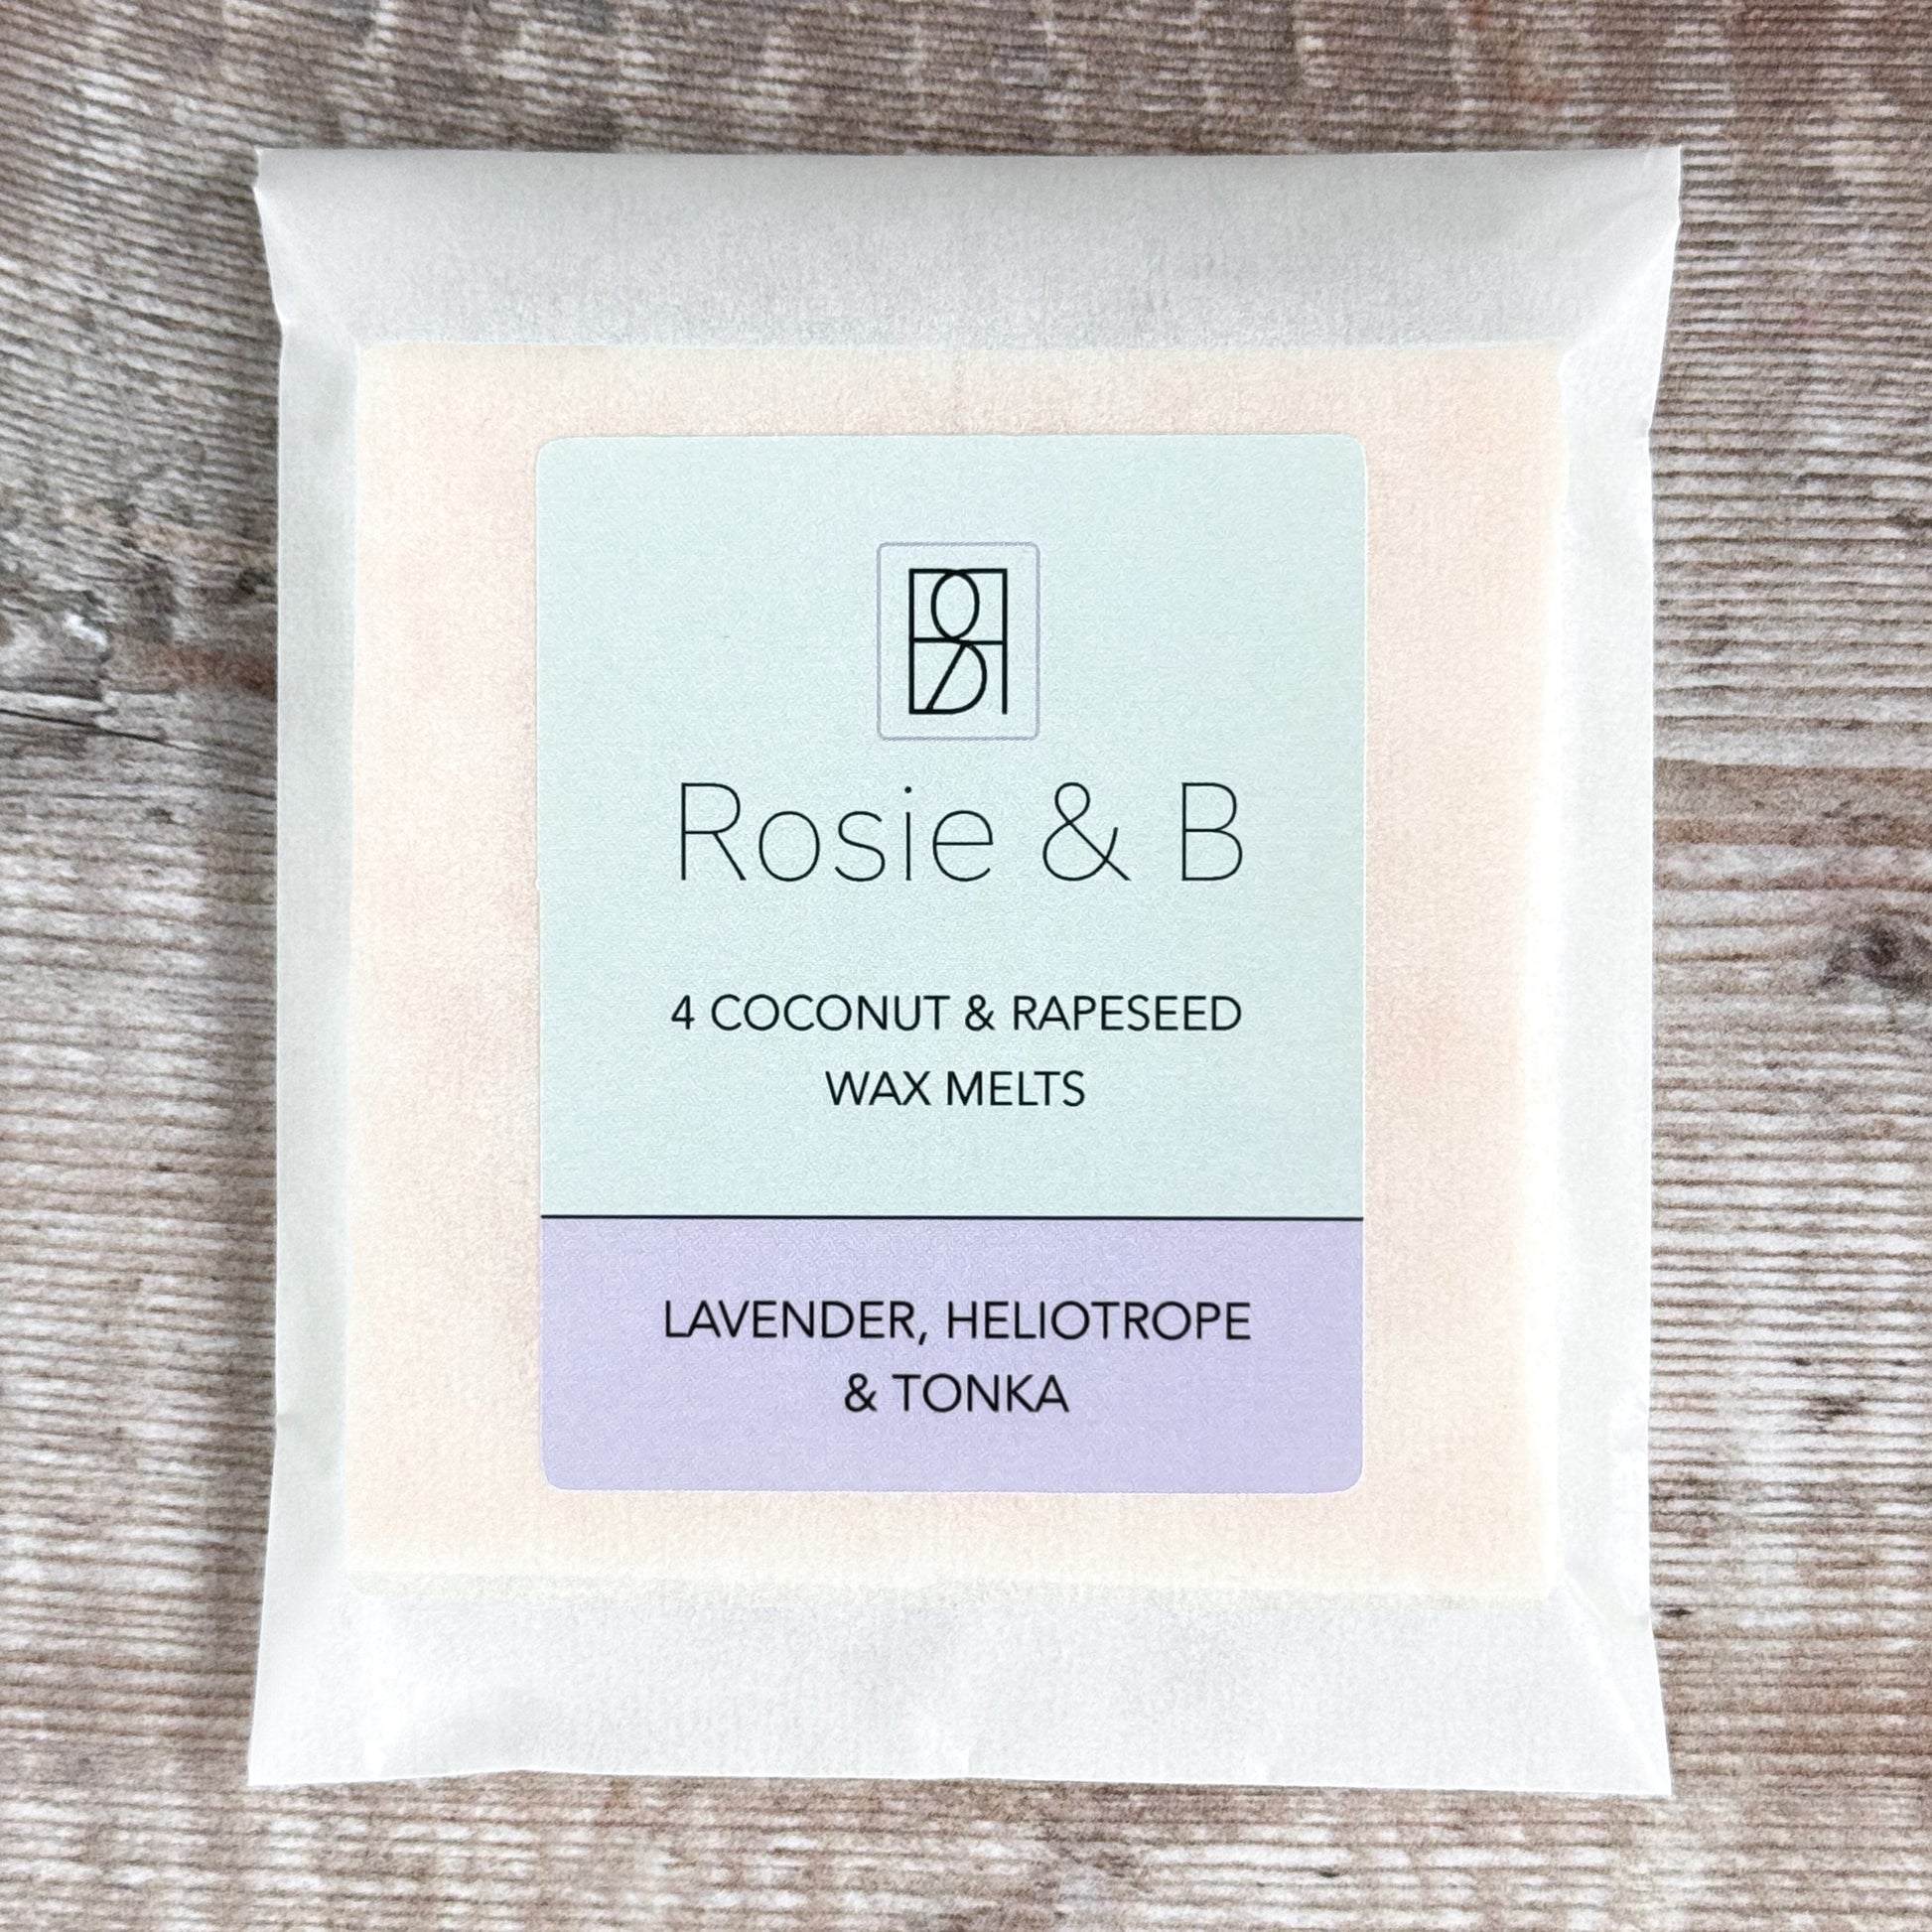 Rosie & B
4 COCONUT & RAPESEED
WAX MELTS
LAVENDER, HELIOTROPE
& TONKA